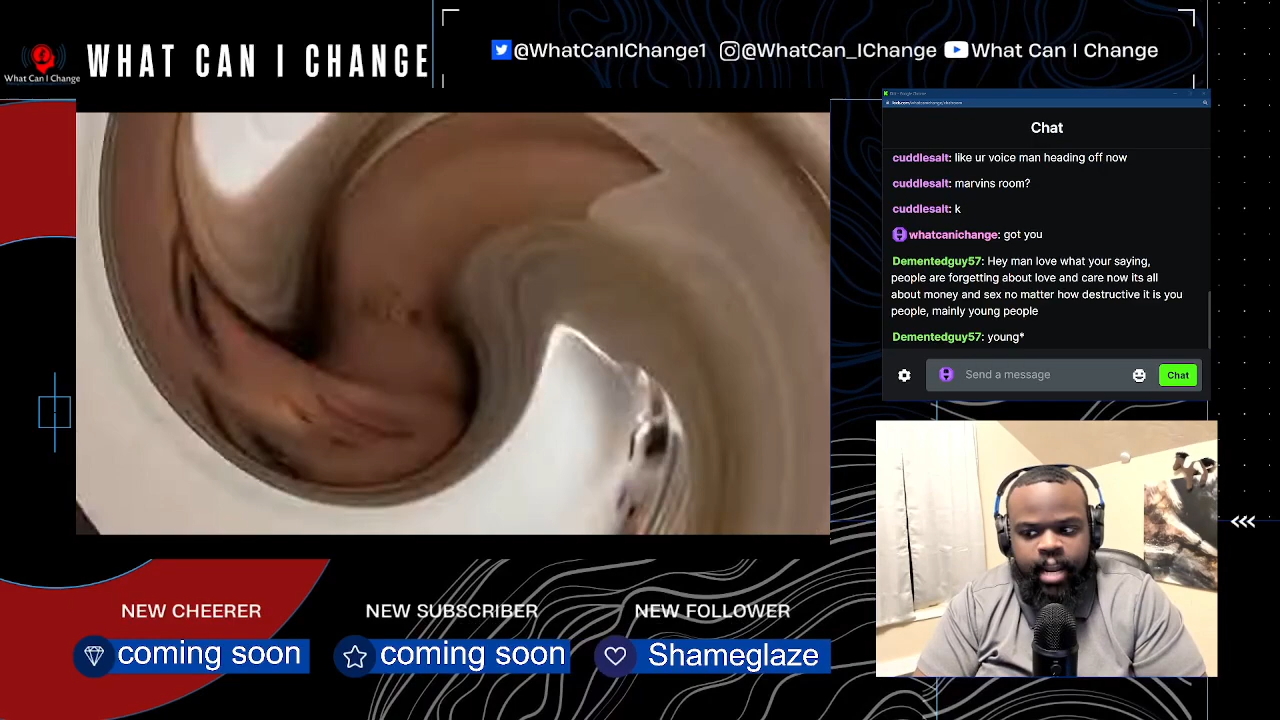 What Can I Change
WHAT CAN I CHANGE
@WhatCanIChange1 @WhatCan_IChange What Can I Change
Chat
cuddlesalt: like ur voice man heading off now
cuddlesalt: marvins room?
cuddlesalt: k
whatcanichange: got you
Dementedguy57: Hey man love what your saying,
people are forgetting about love and care now its all
about money and sex no matter how destructive it is you
people, mainly young people
Dementedguy57: young*
Send a message
Chat
NEW CHEERER
NEW SUBSCRIBER
NEW FOLLOWER
coming soon
coming soon
Shameglaze